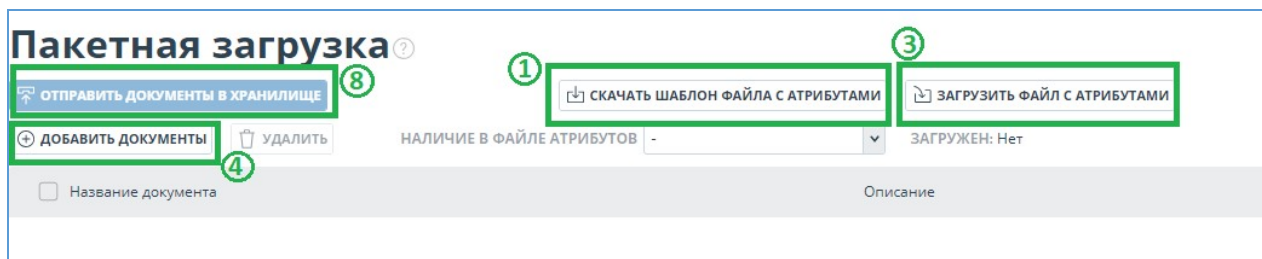 Пакетная загрузка ?
③
①
⑧
ОТПРАВИТЬ ДОКУМЕНТЫ В ХРАНИЛИЩЕ
СКАЧАТЬ ШАБЛОН ФАЙЛА С АТРИБУТАМИ
ЗАГРУЗИТЬ ФАЙЛ С АТРИБУТАМИ
ДОБАВИТЬ ДОКУМЕНТЫ
УДАЛИТЬ
НАЛИЧИЕ В ФАЙЛЕ АТРИБУТОВ -
ЗАГРУЖЕН: Нет
④
Название документа
Описание